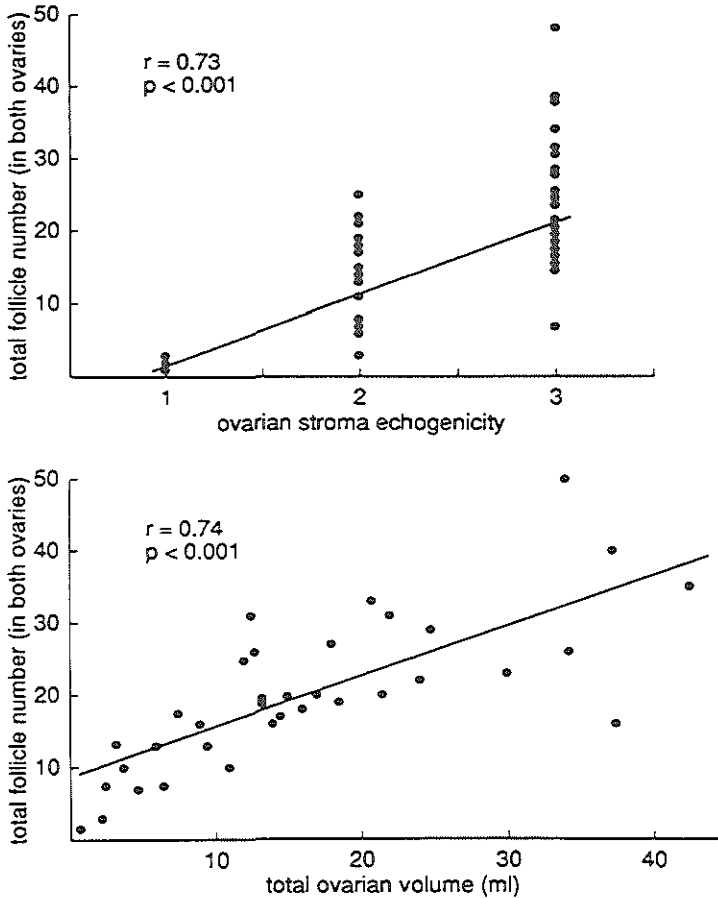 total follicle number (in both ovaries)
50
40
30
20
10
r = 0.73
p < 0.001
1
2
3
ovarian stroma echogenicity
total follicle number (in both ovaries)
50
40
30
20
10
r = 0.74
p < 0.001
10
20
30
40
total ovarian volume (ml)